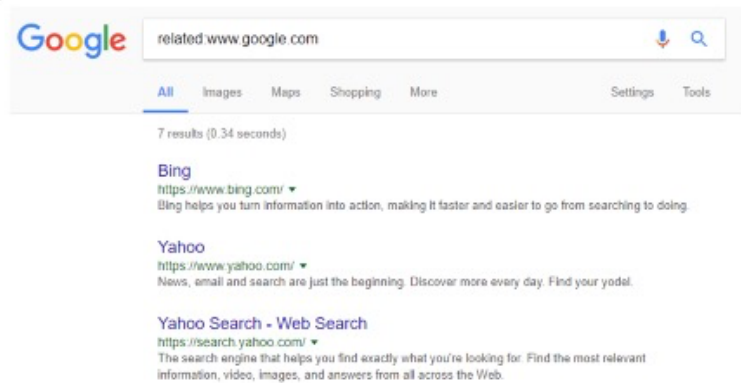 Google
related:www.google.com
All Images Maps Shopping More Settings Tools
7 results (0.34 seconds)
Bing
https://www.bing.com/
Bing helps you turn information into action, making it faster and easier to go from searching to doing.
Yahoo
https://www.yahoo.com/
News, email and search are just the beginning. Discover more every day. Find your yodel.
Yahoo Search - Web Search
https://search.yahoo.com/
The search engine that helps you find exactly what you're looking for. Find the most relevant
information, video, images, and answers from all across the Web.